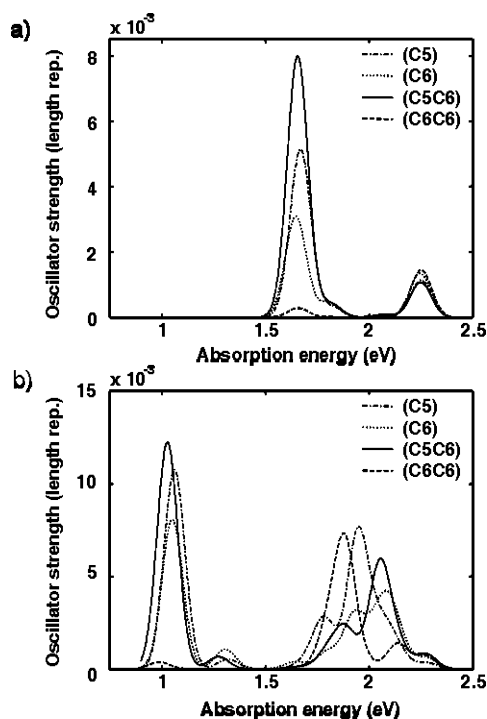 a)
x 10⁻³
Oscillator strength (length rep.)
8
6
4
2
0
(C5)
(C6)
(C5C6)
(C6C6)
1
1.5
2
2.5
Absorption energy (eV)
b)
x 10⁻³
Oscillator strength (length rep.)
15
10
5
0
(C5)
(C6)
(C5C6)
(C6C6)
1
1.5
2
2.5
Absorption energy (eV)